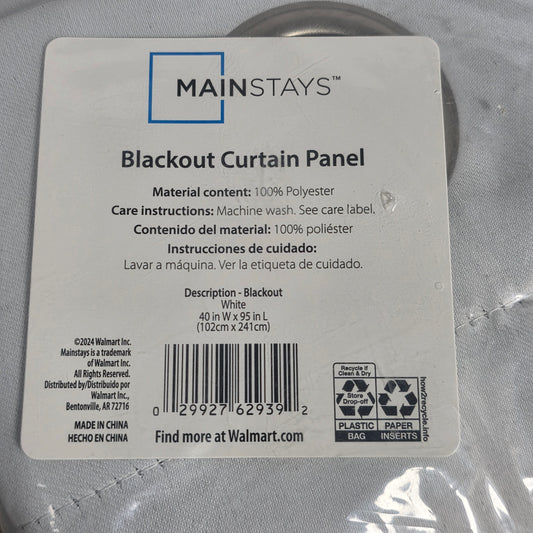 MAINSTAYS™
Blackout Curtain Panel
Material content: 100% Polyester
Care instructions: Machine wash. See care label.
Contenido del material: 100% poliéster
Instrucciones de cuidado:
Lavar a máquina. Ver la etiqueta de cuidado.
Description - Blackout
White
40 in W x 95 in L
(102cm x 241cm)
©2024 Walmart Inc.
Mainstays is a trademark
of Walmart Inc.
All Rights Reserved.
Distributed by/Distribuido por
Walmart Inc.,
Bentonville, AR 72716
MADE IN CHINA
HECHO EN CHINA
0 29927 62939 2
Find more at Walmart.com
Recycle if
Clean & Dry
Store
Drop-off
PLASTIC
BAG
PAPER
INSERTS
how2recycle.info